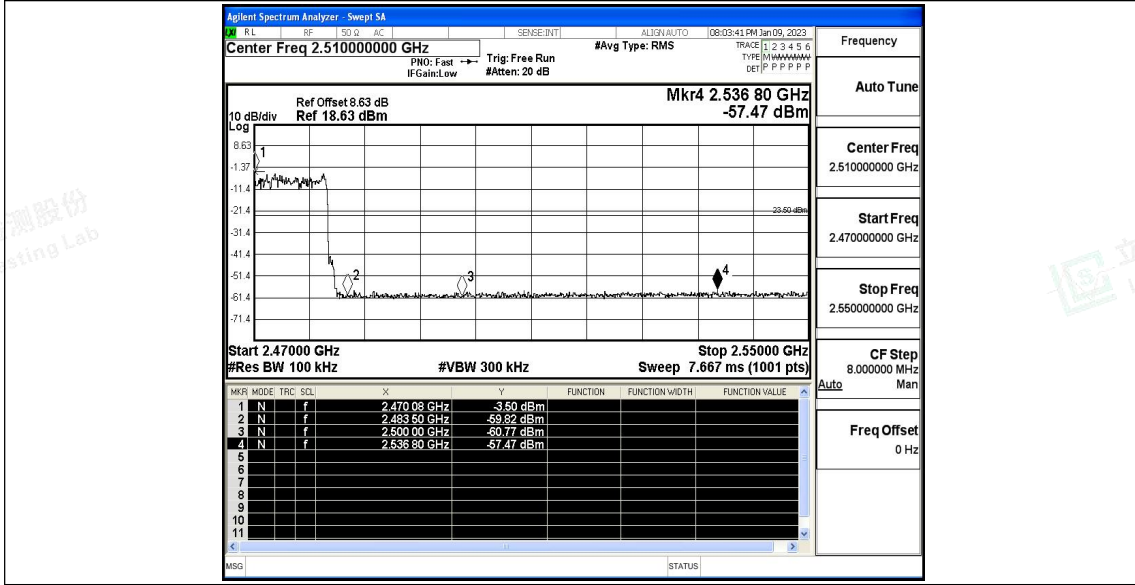 Agilent Spectrum Analyzer - Swept SA
RL RF 50 Ω AC SENSE:INT ALIGN AUTO 08:03:41 PM Jan 09, 2023
Center Freq 2.510000000 GHz
PNO: Fast
IFGain:Low
Trig: Free Run
#Atten: 20 dB
#Avg Type: RMS
TRACE 1 2 3 4 5 6
TYPE MWWWWW
DET P P P P P P
Ref Offset 8.63 dB
10 dB/div Ref 18.63 dBm
Log
Mkr4 2.536 80 GHz
-57.47 dBm
8.63
-1.37
-11.4
-21.4
-31.4
-41.4
-51.4
-61.4
-71.4
1
2
3
4
-23.50 dBm
Start 2.47000 GHz Stop 2.55000 GHz
#Res BW 100 kHz #VBW 300 kHz Sweep 7.667 ms (1001 pts)
MKR MODE TRC SCL X Y FUNCTION FUNCTION WIDTH FUNCTION VALUE
1 N f 2.470 08 GHz -3.50 dBm
2 N f 2.483 50 GHz -59.82 dBm
3 N f 2.500 00 GHz -60.77 dBm
4 N f 2.536 80 GHz -57.47 dBm
5
6
7
8
9
10
11
MSG STATUS
Frequency
Auto Tune
Center Freq
2.510000000 GHz
Start Freq
2.470000000 GHz
Stop Freq
2.550000000 GHz
CF Step
8.000000 MHz
Auto Man
Freq Offset
0 Hz
测股份
sting Lab
立